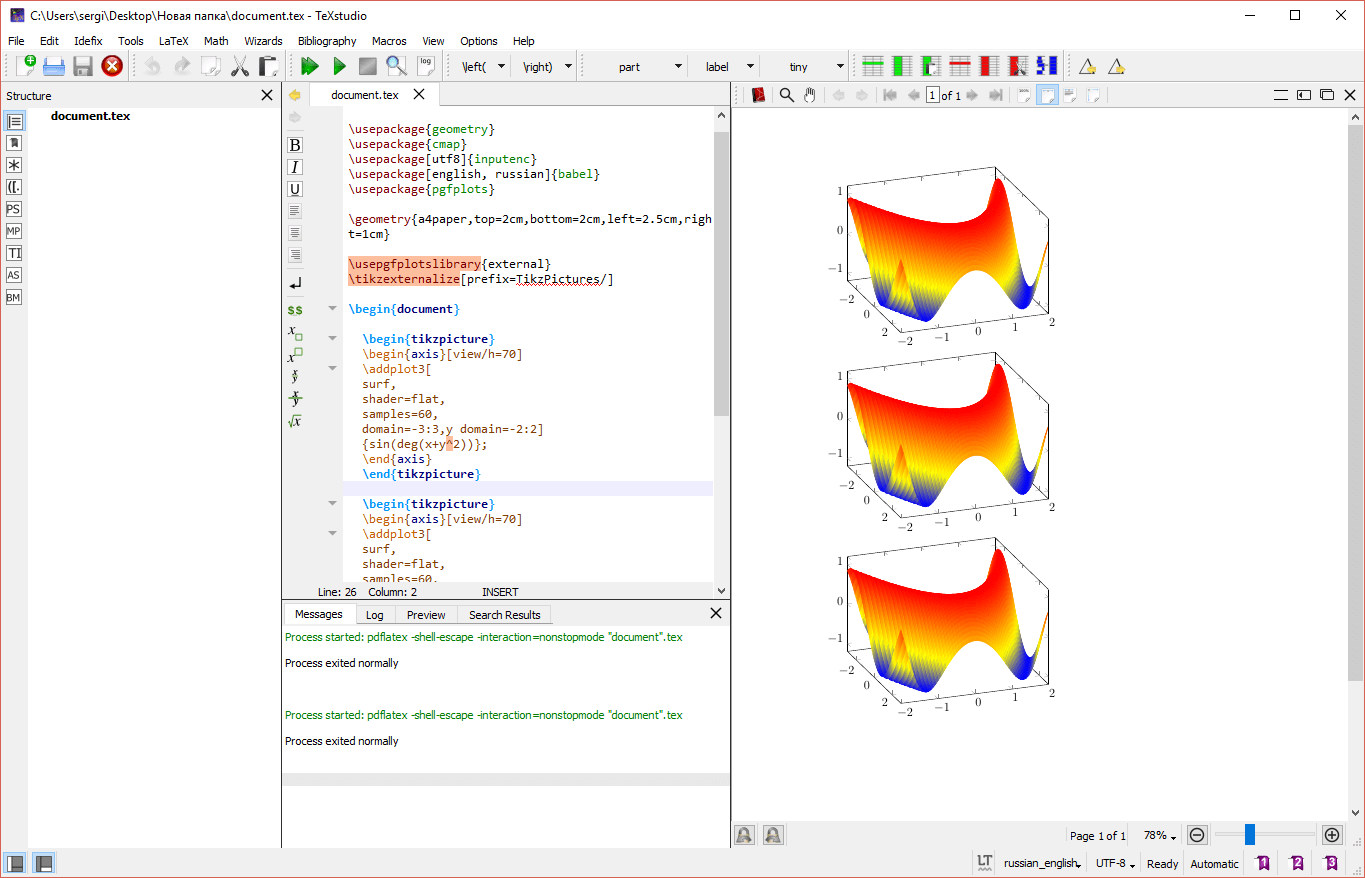 C:\Users\sergi\Desktop\Новая папка\document.tex - TeXstudio
File Edit Idefix Tools LaTeX Math Wizards Bibliography Macros View Options Help
log \left( \right) part label tiny
Structure
document.tex
PS
MP
TI
AS
BM
document.tex
B
I
U
$$
\usepackage{geometry}
\usepackage{cmap}
\usepackage[utf8]{inputenc}
\usepackage[english, russian]{babel}
\usepackage{pgfplots}
\geometry{a4paper,top=2cm,bottom=2cm,left=2.5cm,righ
t=1cm}
\usepgfplotslibrary{external}
\tikzexternalize[prefix=TikzPictures/]
\begin{document}
\begin{tikzpicture}
\begin{axis}[view/h=70]
\addplot3[
surf,
shader=flat,
samples=60,
domain=-3:3,y domain=-2:2]
{sin(deg(x+y^2))};
\end{axis}
\end{tikzpicture}
\begin{tikzpicture}
\begin{axis}[view/h=70]
\addplot3[
surf,
shader=flat,
samples=60,
Line: 26 Column: 2 INSERT
Messages Log Preview Search Results
Process started: pdflatex -shell-escape -interaction=nonstopmode "document".tex
Process exited normally
Process started: pdflatex -shell-escape -interaction=nonstopmode "document".tex
Process exited normally
1 of 1
1
0
−1
−2
0
2
−2
−1
0
1
2
1
0
−1
−2
0
2
−2
−1
0
1
2
1
0
−1
−2
0
2
−2
−1
0
1
2
Page 1 of 1 78%
LT russian_english UTF-8 Ready Automatic 1 2 3